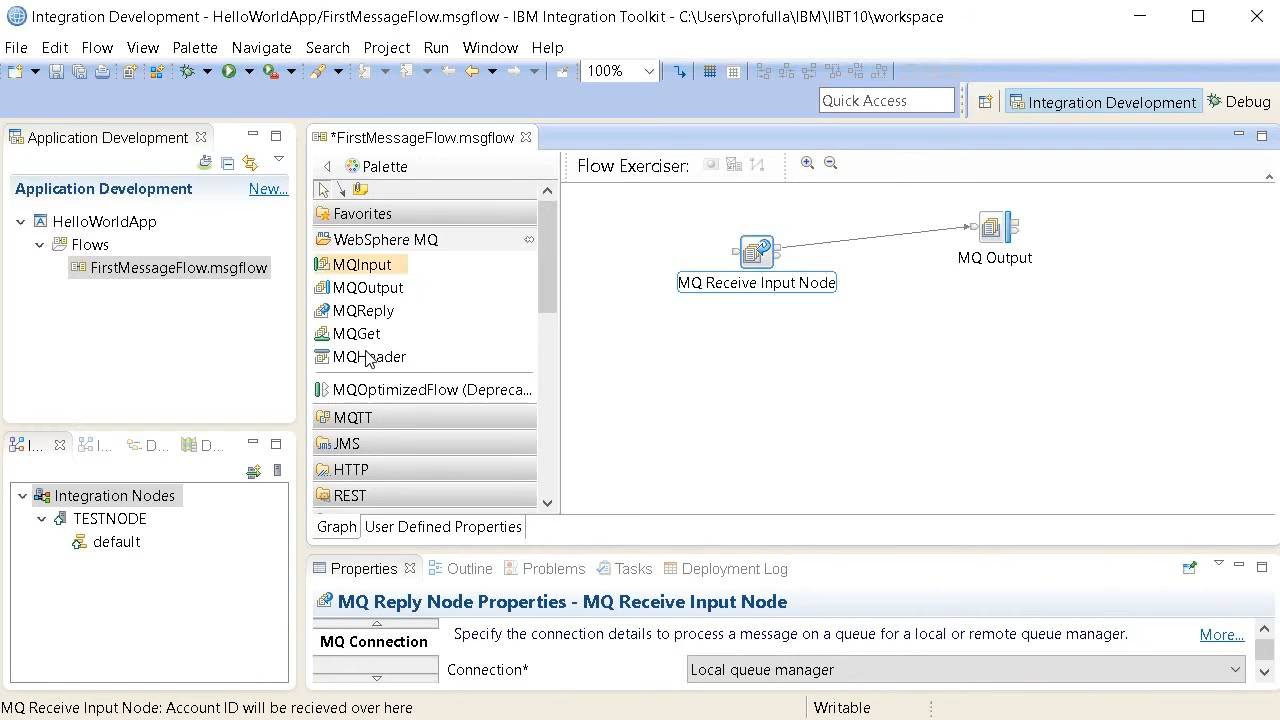 Integration Development - HelloWorldApp/FirstMessageFlow.msgflow - IBM Integration Toolkit - C:\Users\profulla\IBM\IIBT10\workspace
File Edit Flow View Palette Navigate Search Project Run Window Help
100%
Quick Access
Integration Development
Debug
Application Development
*FirstMessageFlow.msgflow
Palette
Flow Exerciser:
Application Development
New...
HelloWorldApp
Flows
FirstMessageFlow.msgflow
Favorites
WebSphere MQ
MQInput
MQOutput
MQReply
MQGet
MQHeader
MQOptimizedFlow (Depreca...
MQTT
JMS
HTTP
REST
MQ Receive Input Node
MQ Output
Graph
User Defined Properties
I...
I...
D...
D...
Integration Nodes
TESTNODE
default
Properties
Outline
Problems
Tasks
Deployment Log
MQ Reply Node Properties - MQ Receive Input Node
MQ Connection
Specify the connection details to process a message on a queue for a local or remote queue manager.
More...
Connection*
Local queue manager
MQ Receive Input Node: Account ID will be recieved over here
Writable